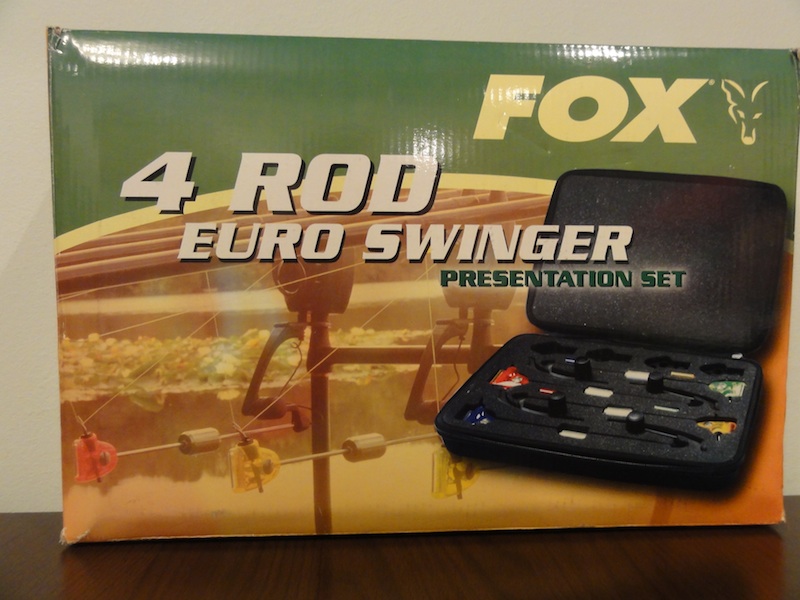 FOX®
4 ROD
EURO SWINGER
PRESENTATION SET